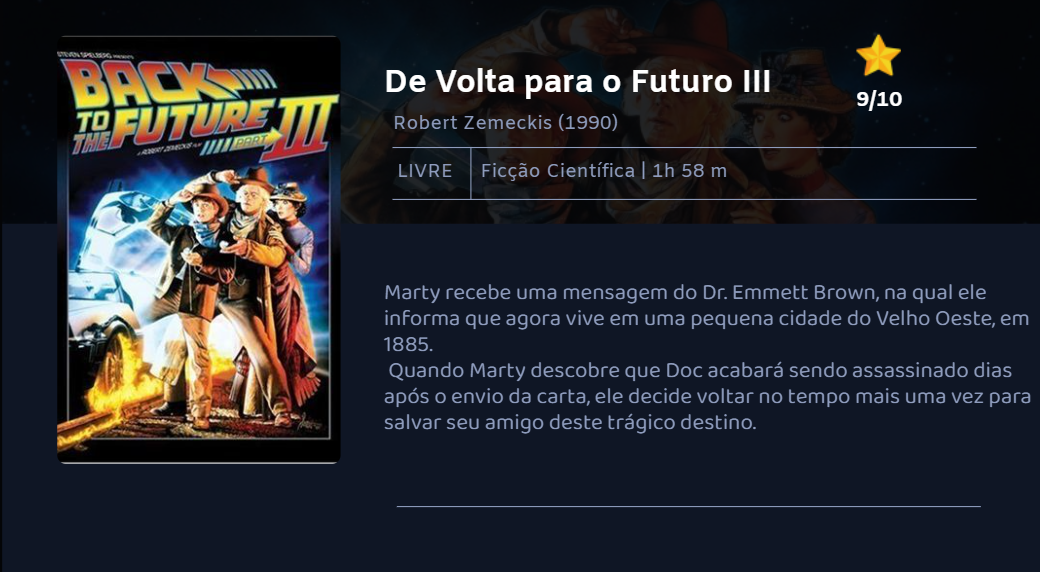 STEVEN SPIELBERG PRESENTS
BACK
TO
THE FUTURE
PART III
A ROBERT ZEMECKIS FILM
De Volta para o Futuro III
9/10
Robert Zemeckis (1990)
LIVRE
Ficção Científica | 1h 58 m
Marty recebe uma mensagem do Dr. Emmett Brown, na qual ele
informa que agora vive em uma pequena cidade do Velho Oeste, em
1885.
Quando Marty descobre que Doc acabará sendo assassinado dias
após o envio da carta, ele decide voltar no tempo mais uma vez para
salvar seu amigo deste trágico destino.